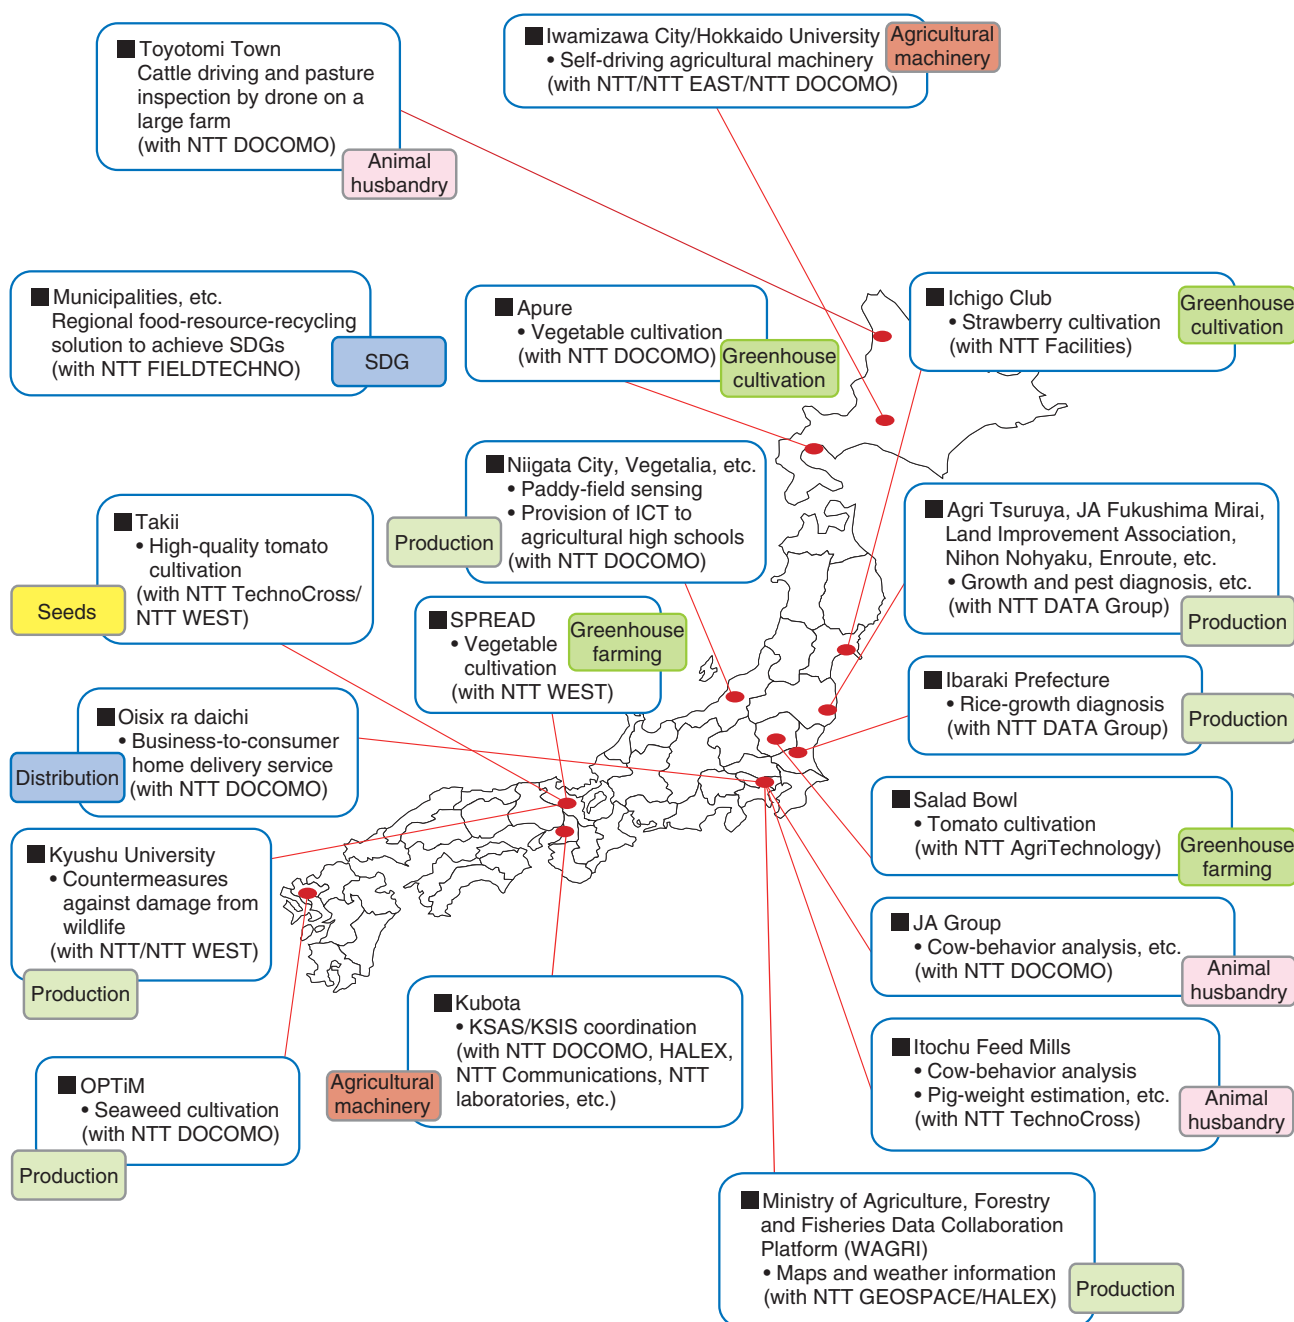 ■ Toyotomi Town
Cattle driving and pasture
inspection by drone on a
large farm
(with NTT DOCOMO)
Animal
husbandry
■ Iwamizawa City/Hokkaido University
• Self-driving agricultural machinery
(with NTT/NTT EAST/NTT DOCOMO)
Agricultural
machinery
■ Municipalities, etc.
Regional food-resource-recycling
solution to achieve SDGs
(with NTT FIELDTECHNO)
SDG
■ Apure
• Vegetable cultivation
(with NTT DOCOMO)
Greenhouse
cultivation
■ Ichigo Club
• Strawberry cultivation
(with NTT Facilities)
Greenhouse
cultivation
■ Niigata City, Vegetalia, etc.
• Paddy-field sensing
• Provision of ICT to
agricultural high schools
(with NTT DOCOMO)
Production
■ Takii
• High-quality tomato
cultivation
(with NTT TechnoCross/
NTT WEST)
Seeds
■ Agri Tsuruya, JA Fukushima Mirai,
Land Improvement Association,
Nihon Nohyaku, Enroute, etc.
• Growth and pest diagnosis, etc.
(with NTT DATA Group)
Production
■ SPREAD
• Vegetable
cultivation
(with NTT WEST)
Greenhouse
farming
■ Ibaraki Prefecture
• Rice-growth diagnosis
(with NTT DATA Group)
Production
■ Oisix ra daichi
• Business-to-consumer
home delivery service
(with NTT DOCOMO)
Distribution
■ Salad Bowl
• Tomato cultivation
(with NTT AgriTechnology)
Greenhouse
farming
■ Kyushu University
• Countermeasures
against damage from
wildlife
(with NTT/NTT WEST)
Production
■ JA Group
• Cow-behavior analysis, etc.
(with NTT DOCOMO)
Animal
husbandry
■ Kubota
• KSAS/KSIS coordination
(with NTT DOCOMO, HALEX,
NTT Communications, NTT
laboratories, etc.)
Agricultural
machinery
■ Itochu Feed Mills
• Cow-behavior analysis
• Pig-weight estimation, etc.
(with NTT TechnoCross)
Animal
husbandry
■ OPTiM
• Seaweed cultivation
(with NTT DOCOMO)
Production
■ Ministry of Agriculture, Forestry
and Fisheries Data Collaboration
Platform (WAGRI)
• Maps and weather information
(with NTT GEOSPACE/HALEX)
Production